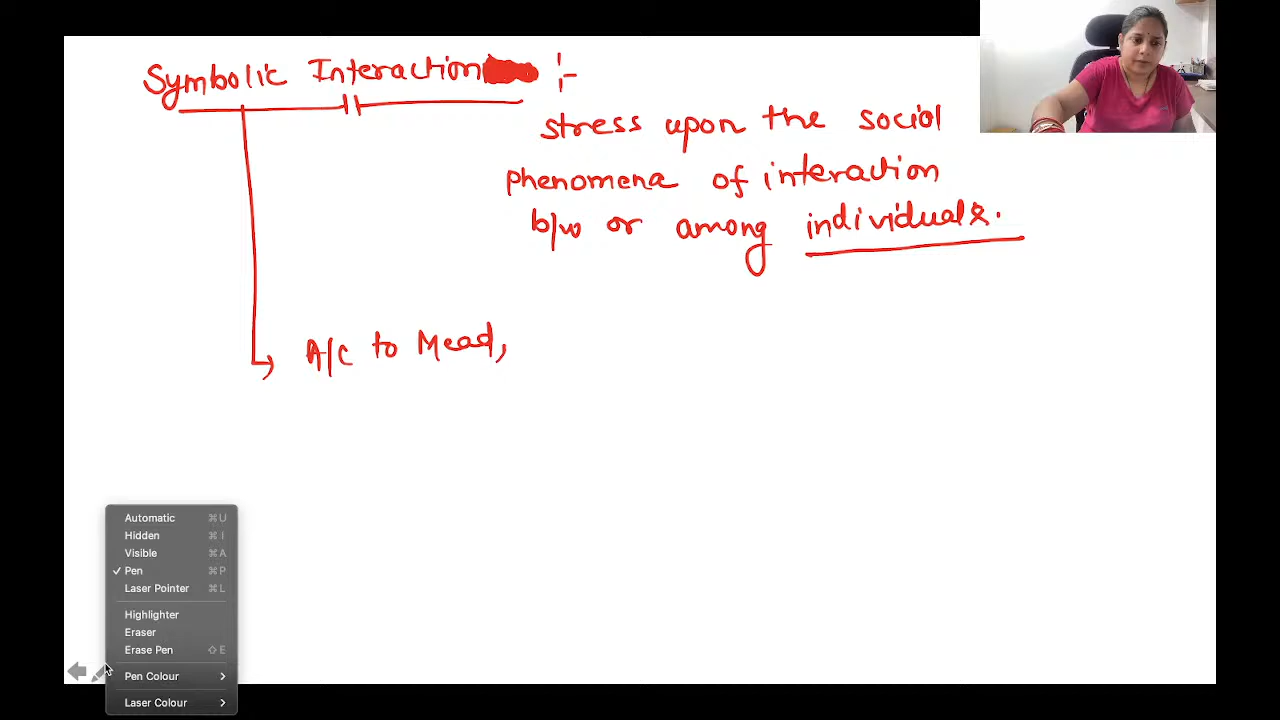 Symbolic Interaction :-
stress upon the social
phenomena of interaction
b/w or among individuals.
A/C to Mead,
Automatic ⌘U
Hidden ⌘I
Visible ⌘A
✓ Pen ⌘P
Laser Pointer ⌘L
Highlighter
Eraser
Erase Pen ⇧E
Pen Colour >
Laser Colour >